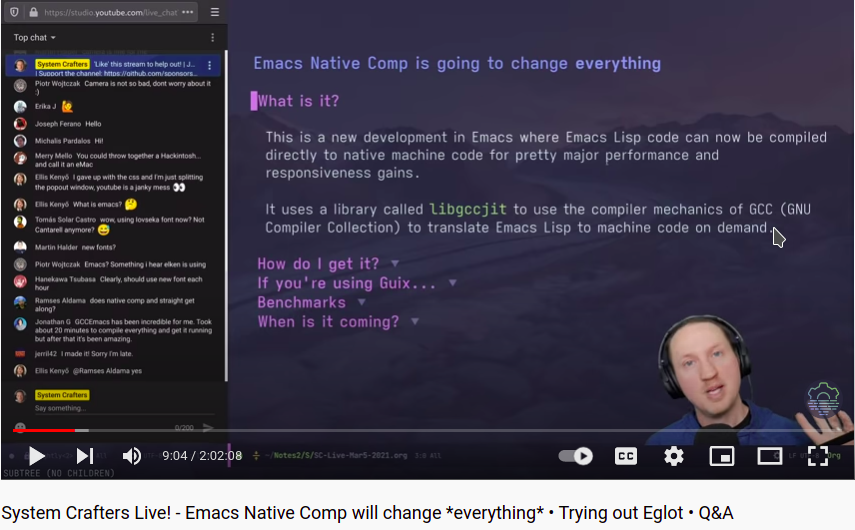 https://studio.youtube.com/live_chat •••
Top chat
System Crafters 'Like' this stream to help out! | J...
| Support the channel: https://github.com/sponsors...
Piotr Wojtczak Camera is not so bad, dont worry about it
:)
Erika J
Joseph Ferano Hello
Michalis Pardalos Hi!
Merry Mello You could throw together a Hackintosh...
and call it an eMac
Ellis Kenyő I gave up with the css and I'm just splitting
the popout window, youtube is a janky mess
Ellis Kenyő What is emacs?
Tomás Solar Castro wow, using Iovseka font now? Not
Cantarell anymore?
Martin Halder new fonts?
Piotr Wojtczak Emacs? Something i hear elken is using
Hanekawa Tsubasa Clearly, should use new font each
hour
Ramses Aldama does native comp and straight get
along?
Jonathan G GCCEmacs has been incredible for me. Took
about 20 minutes to compile everything and get it running
but after that it's been amazing.
jerril42 I made it! Sorry I'm late.
Ellis Kenyő @Ramses Aldama yes
System Crafters
Say something...
0/200
Emacs Native Comp is going to change everything
What is it?
This is a new development in Emacs where Emacs Lisp code can now be compiled
directly to native machine code for pretty major performance and
responsiveness gains.
It uses a library called libgccjit to use the compiler mechanics of GCC (GNU
Compiler Collection) to translate Emacs Lisp to machine code on demand.
How do I get it?
If you're using Guix...
Benchmarks
When is it coming?
9:04 / 2:02:08
~/Notes2/S/SC-Live-Mar5-2021.org
CC
SUBTREE (NO CHILDREN)
System Crafters Live! - Emacs Native Comp will change *everything* • Trying out Eglot • Q&A